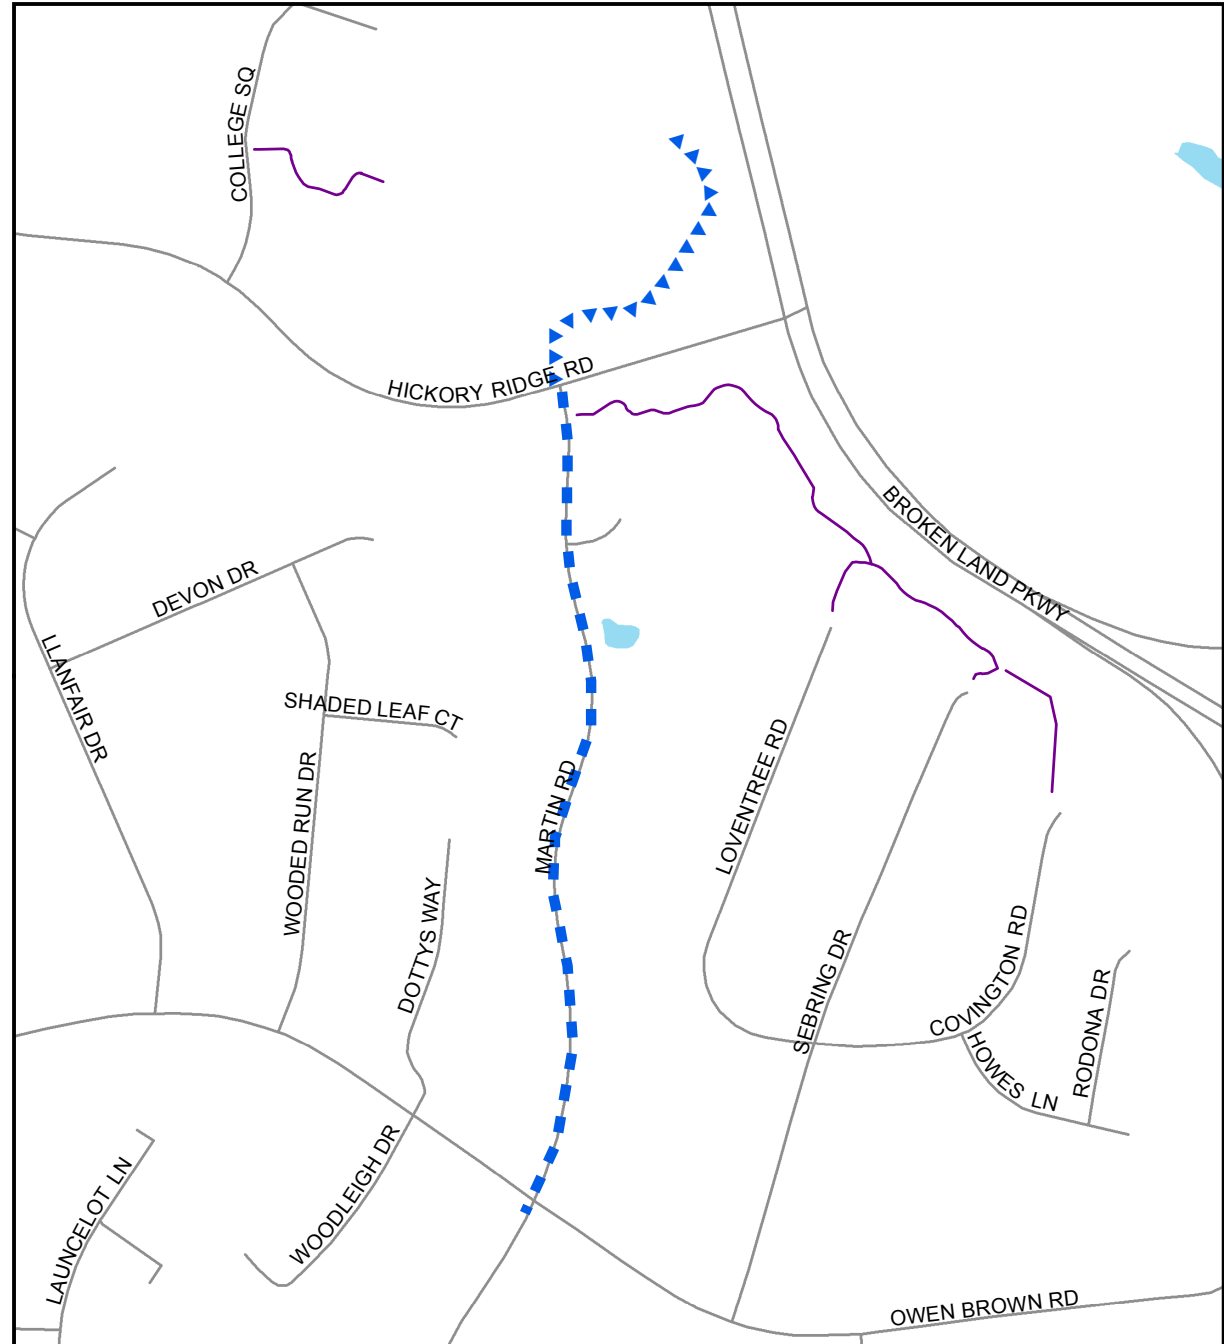 COLLEGE SQ
HICKORY RIDGE RD
BROKEN LAND PKWY
DEVON DR
LLANFAIR DR
SHADED LEAF CT
WOODED RUN DR
MARTIN RD
LOVENTREE RD
DOTTYS WAY
SEBRING DR
COVINGTON RD
RODONA DR
HOWES LN
WOODLEIGH DR
LAUNCELOT LN
OWEN BROWN RD